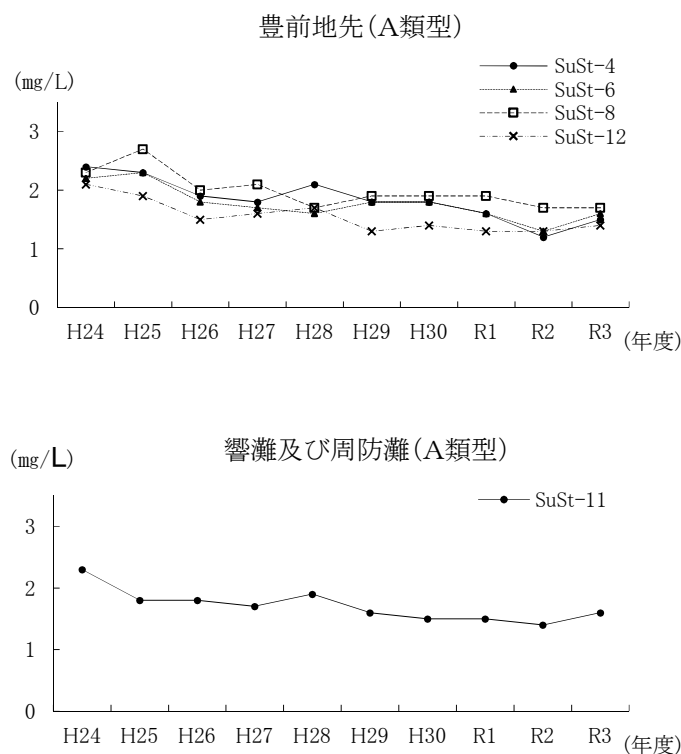 豊前地先(A類型)
(mg/L)
SuSt-4
SuSt-6
SuSt-8
SuSt-12
3
2
1
0
H24 H25 H26 H27 H28 H29 H30 R1 R2 R3 (年度)
響灘及び周防灘(A類型)
(mg/L)
SuSt-11
3
2
1
0
H24 H25 H26 H27 H28 H29 H30 R1 R2 R3 (年度)